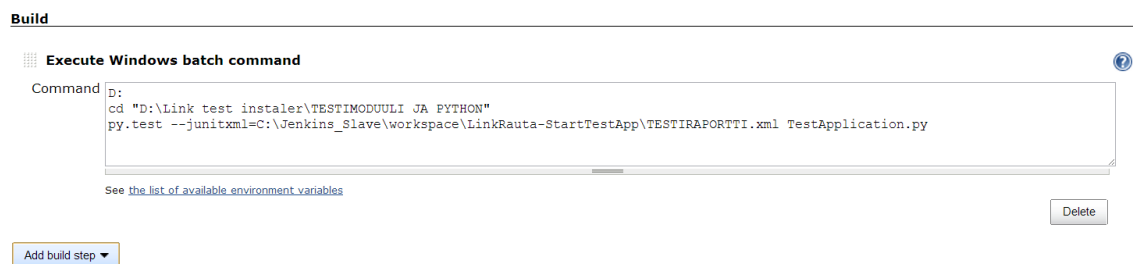 Build
Execute Windows batch command
Command
D:
cd "D:\Link test instaler\TESTIMODUULI JA PYTHON"
py.test --junitxml=C:\Jenkins_Slave\workspace\LinkRauta-StartTestApp\TESTIRAPORTTI.xml TestApplication.py
See the list of available environment variables
Delete
Add build step